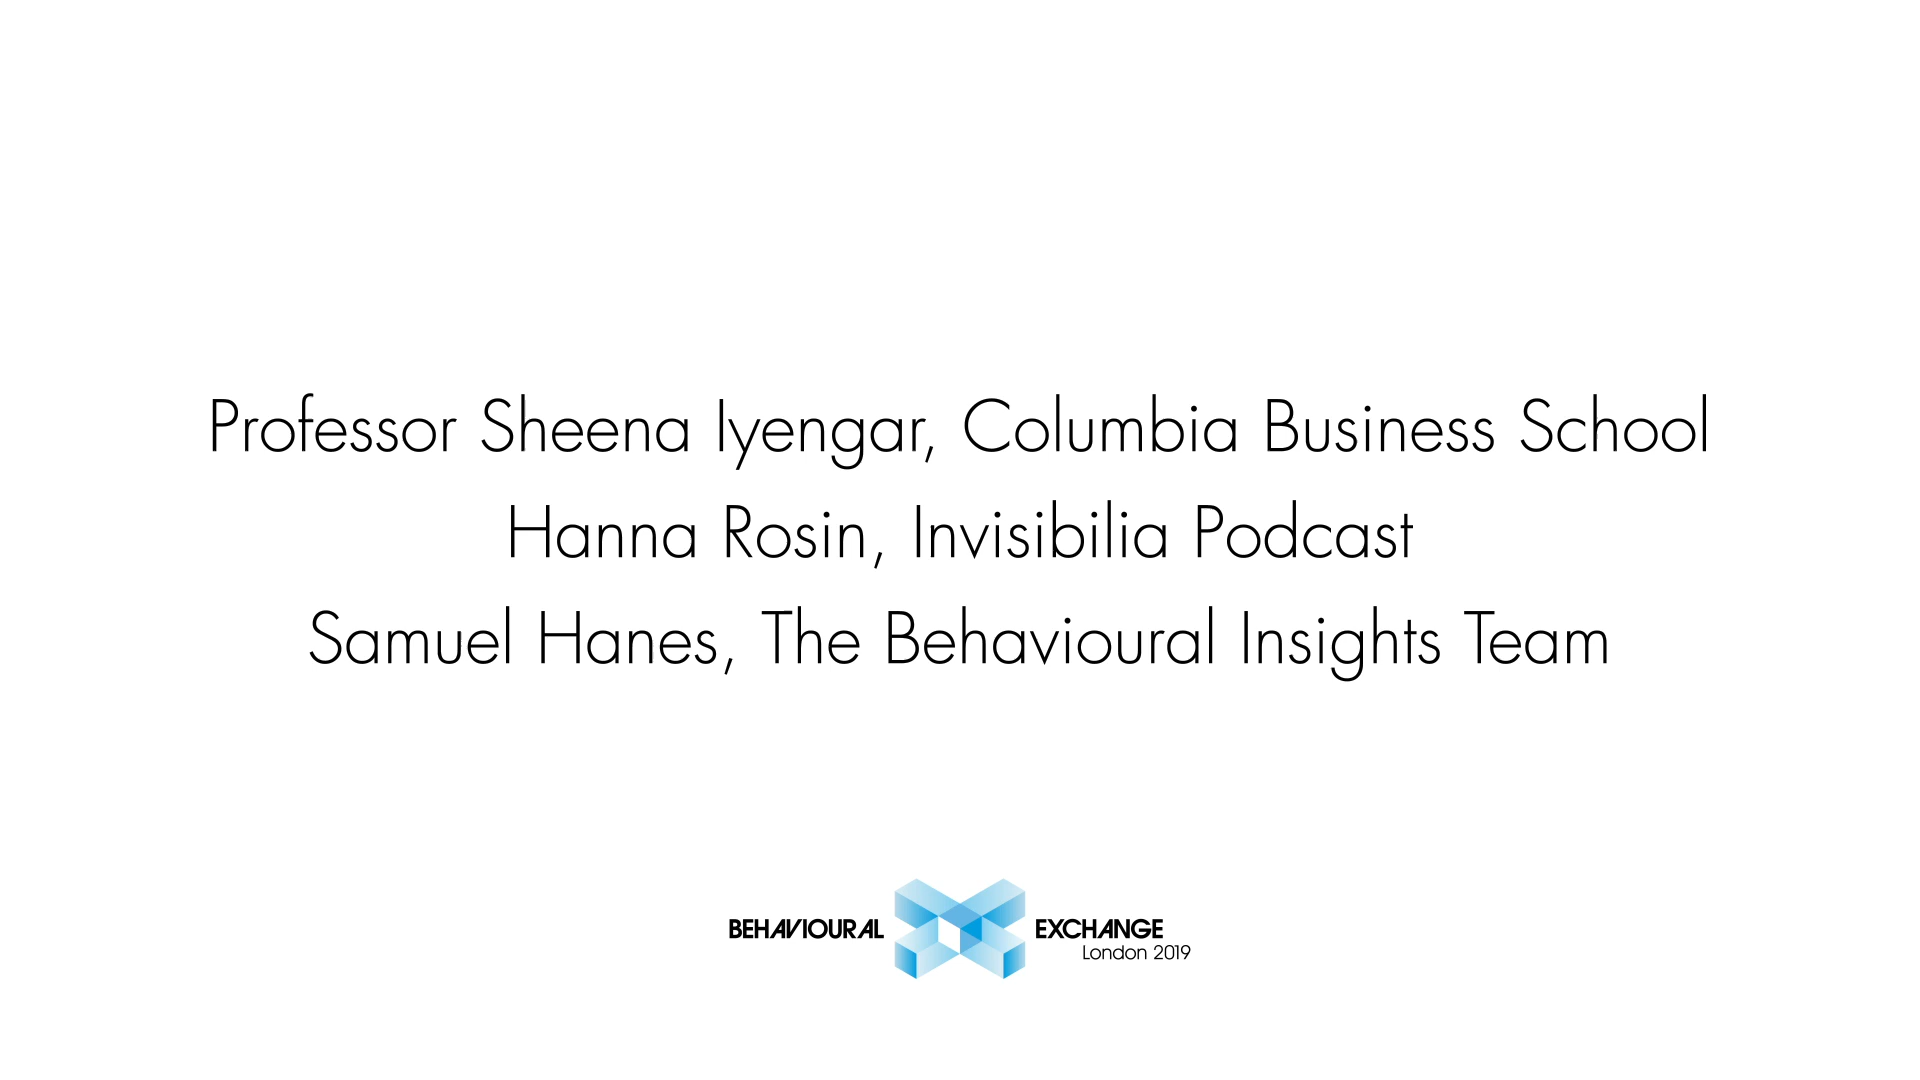 Professor Sheena Iyengar, Columbia Business School
Hanna Rosin, Invisibilia Podcast
Samuel Hanes, The Behavioural Insights Team
BEHAVIOURAL EXCHANGE
London 2019